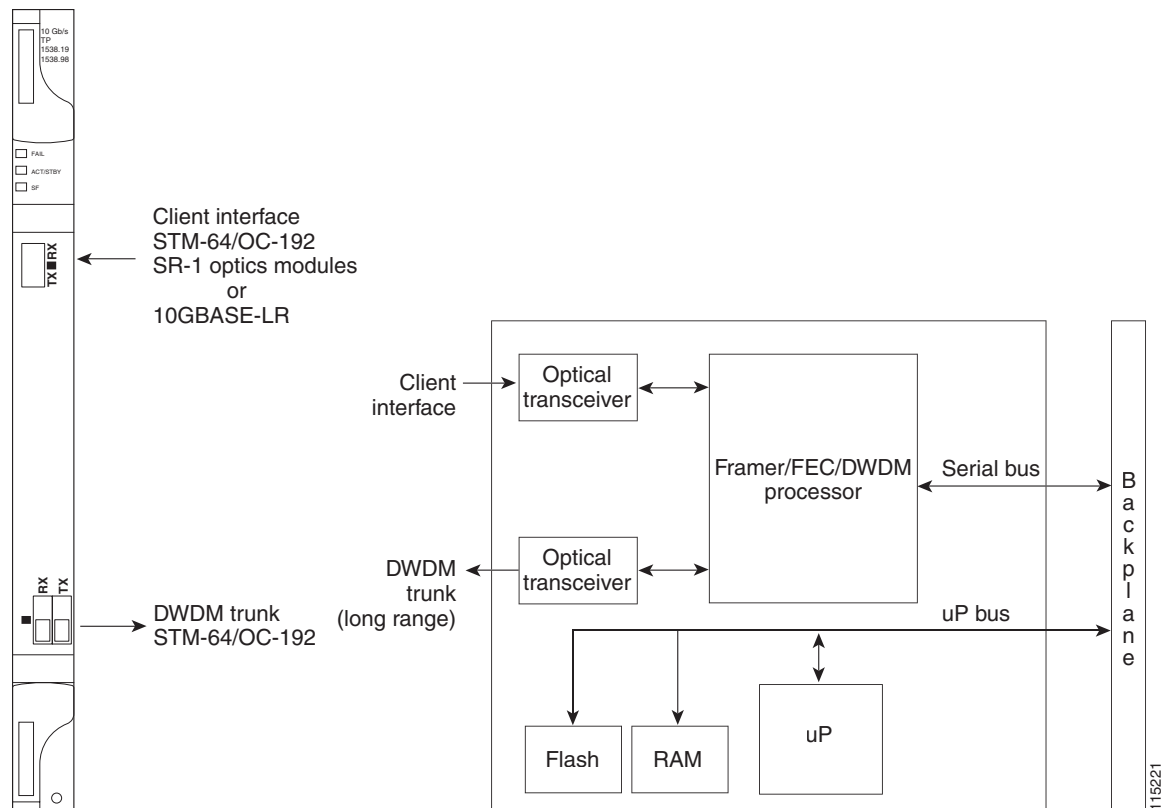 10 Gb/s
TP
1538.19
1538.98
FAIL
ACT/STBY
SF
TX RX
Client interface
STM-64/OC-192
SR-1 optics modules
or
10GBASE-LR
RX
TX
DWDM trunk
STM-64/OC-192
Client
interface
Optical
transceiver
Framer/FEC/DWDM
processor
Serial bus
DWDM
trunk
(long range)
Optical
transceiver
uP bus
Flash
RAM
uP
Backplane
115221